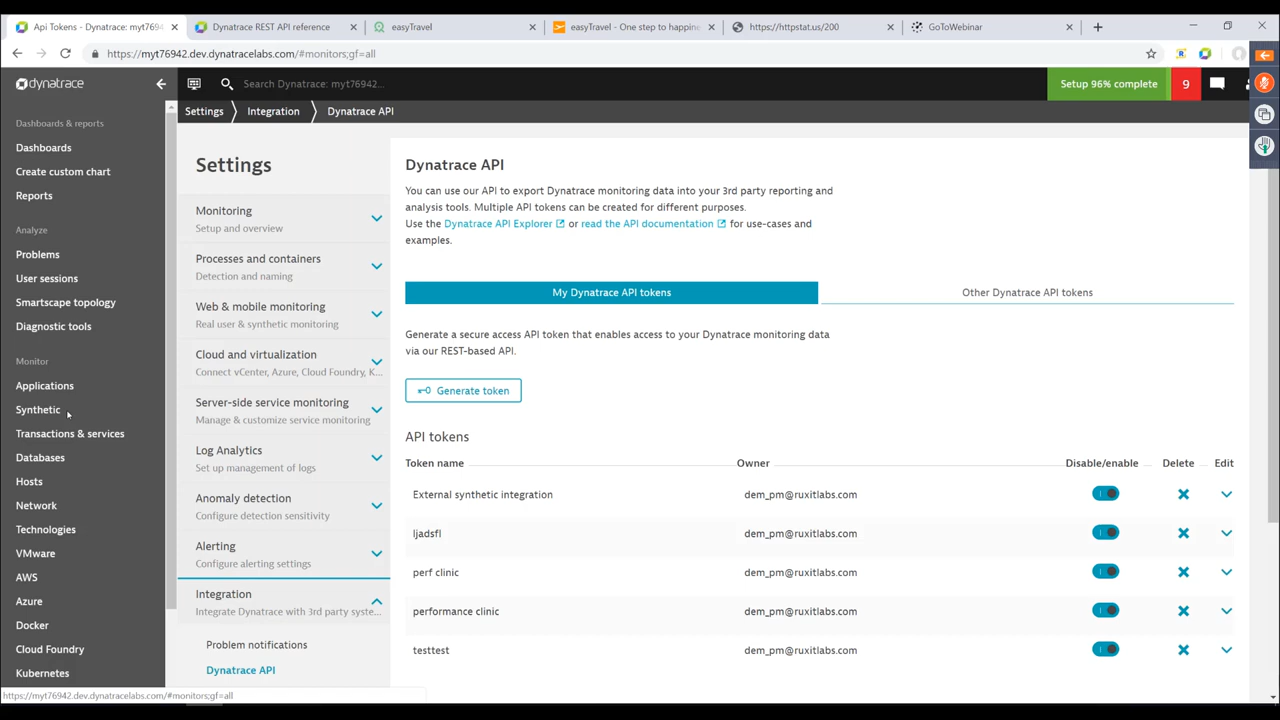 Api Tokens - Dynatrace: myt7694
Dynatrace REST API reference
easyTravel
easyTravel - One step to happine
https://httpstat.us/200
GoToWebinar
https://myt76942.dev.dynatracelabs.com/#monitors;gf=all
dynatrace
Search Dynatrace: myt76942...
Setup 96% complete
9
Settings
Integration
Dynatrace API
Dashboards & reports
Dashboards
Create custom chart
Reports
Analyze
Problems
User sessions
Smartscape topology
Diagnostic tools
Monitor
Applications
Synthetic
Transactions & services
Databases
Hosts
Network
Technologies
VMware
AWS
Azure
Docker
Cloud Foundry
Kubernetes
Settings
Monitoring
Setup and overview
Processes and containers
Detection and naming
Web & mobile monitoring
Real user & synthetic monitoring
Cloud and virtualization
Connect vCenter, Azure, Cloud Foundry, K...
Server-side service monitoring
Manage & customize service monitoring
Log Analytics
Set up management of logs
Anomaly detection
Configure detection sensitivity
Alerting
Configure alerting settings
Integration
Integrate Dynatrace with 3rd party syste...
Problem notifications
Dynatrace API
Dynatrace API
You can use our API to export Dynatrace monitoring data into your 3rd party reporting and
analysis tools. Multiple API tokens can be created for different purposes.
Use the Dynatrace API Explorer or read the API documentation for use-cases and
examples.
My Dynatrace API tokens
Other Dynatrace API tokens
Generate a secure access API token that enables access to your Dynatrace monitoring data
via our REST-based API.
Generate token
API tokens
Token name Owner Disable/enable Delete Edit
External synthetic integration dem_pm@ruxitlabs.com
ljadsfl dem_pm@ruxitlabs.com
perf clinic dem_pm@ruxitlabs.com
performance clinic dem_pm@ruxitlabs.com
testtest dem_pm@ruxitlabs.com
https://myt76942.dev.dynatracelabs.com/#monitors;gf=all